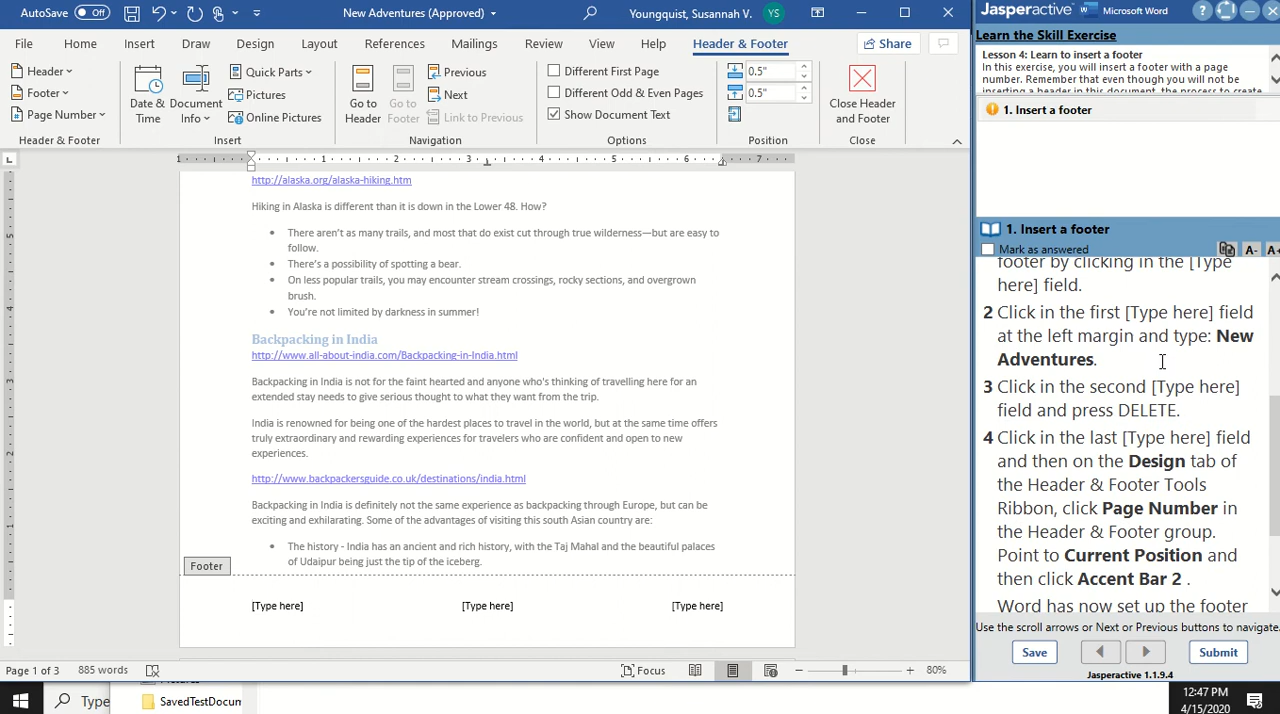 AutoSave Off New Adventures (Approved) Youngquist, Susannah V. YS
File Home Insert Draw Design Layout References Mailings Review View Help Header & Footer Share
Header
Footer
Page Number
Header & Footer
Date & Time
Document Info
Quick Parts
Pictures
Online Pictures
Insert
Go to Header
Go to Footer
Previous
Next
Link to Previous
Navigation
Different First Page
Different Odd & Even Pages
Show Document Text
Options
0.5"
0.5"
Position
Close Header and Footer
Close
1 1 2 3 4 5 6 7
http://alaska.org/alaska-hiking.htm
Hiking in Alaska is different than it is down in the Lower 48. How?
• There aren't as many trails, and most that do exist cut through true wilderness—but are easy to
follow.
• There's a possibility of spotting a bear.
• On less popular trails, you may encounter stream crossings, rocky sections, and overgrown
brush.
• You're not limited by darkness in summer!
Backpacking in India
http://www.all-about-india.com/Backpacking-in-India.html
Backpacking in India is not for the faint hearted and anyone who's thinking of travelling here for an
extended stay needs to give serious thought to what they want from the trip.
India is renowned for being one of the hardest places to travel in the world, but at the same time offers
truly extraordinary and rewarding experiences for travelers who are confident and open to new
experiences.
http://www.backpackersguide.co.uk/destinations/india.html
Backpacking in India is definitely not the same experience as backpacking through Europe, but can be
exciting and exhilarating. Some of the advantages of visiting this south Asian country are:
• The history - India has an ancient and rich history, with the Taj Mahal and the beautiful palaces
of Udaipur being just the tip of the iceberg.
Footer
[Type here] [Type here] [Type here]
Page 1 of 3 885 words Focus 80%
Type SavedTestDocum
Jasperactive Microsoft Word
Learn the Skill Exercise
Lesson 4: Learn to insert a footer
In this exercise, you will insert a footer with a page
number. Remember that even though you will not be
inserting a header in this document, the process to create
1. Insert a footer
1. Insert a footer
Mark as answered A- A+
footer by clicking in the [Type
here] field.
2 Click in the first [Type here] field
at the left margin and type: New
Adventures.
3 Click in the second [Type here]
field and press DELETE.
4 Click in the last [Type here] field
and then on the Design tab of
the Header & Footer Tools
Ribbon, click Page Number in
the Header & Footer group.
Point to Current Position and
then click Accent Bar 2 .
Word has now set up the footer
Use the scroll arrows or Next or Previous buttons to navigate.
Save Submit
Jasperactive 1.1.9.4
12:47 PM
4/15/2020